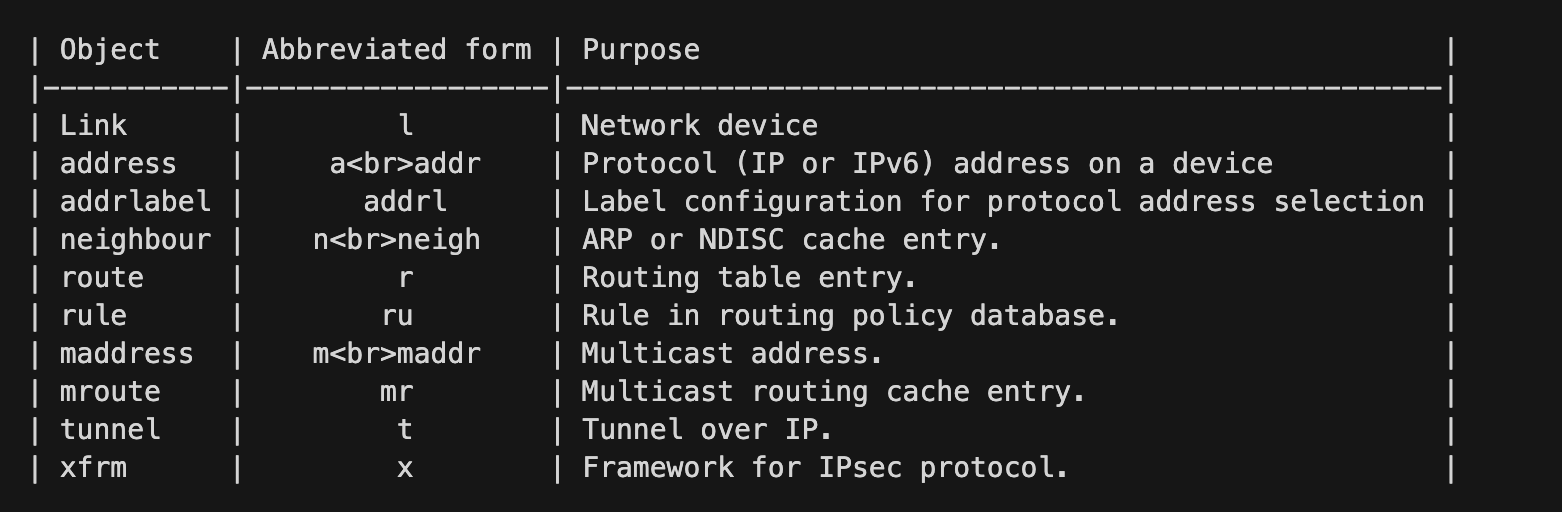 | Object    | Abbreviated form | Purpose                                            |
|-----------|------------------|----------------------------------------------------|
| Link      |         l        | Network device                                     |
| address   |     a<br>addr    | Protocol (IP or IPv6) address on a device          |
| addrlabel |       addrl      | Label configuration for protocol address selection |
| neighbour |    n<br>neigh    | ARP or NDISC cache entry.                          |
| route     |         r        | Routing table entry.                               |
| rule      |        ru        | Rule in routing policy database.                   |
| maddress  |    m<br>maddr    | Multicast address.                                 |
| mroute    |        mr        | Multicast routing cache entry.                     |
| tunnel    |         t        | Tunnel over IP.                                    |
| xfrm      |         x        | Framework for IPsec protocol.                      |